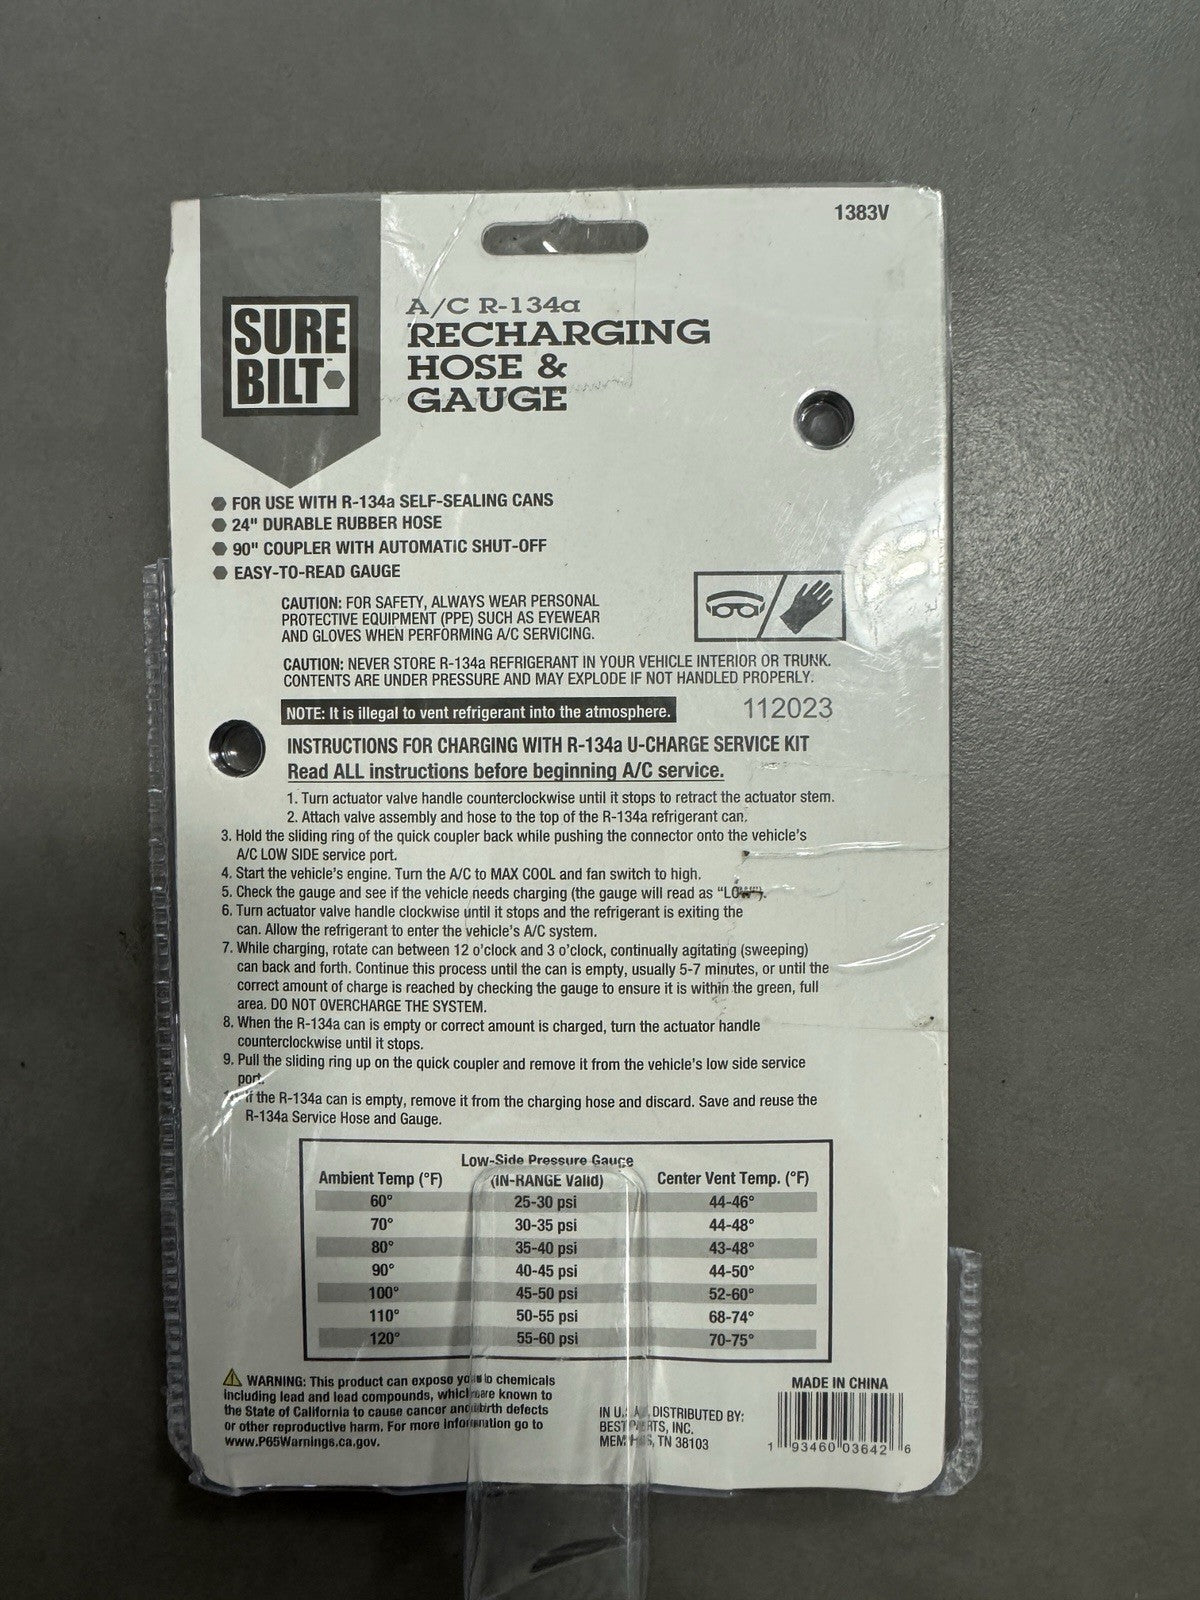 1383V
SURE
BILT™
A/C R-134a
RECHARGING
HOSE &
GAUGE
FOR USE WITH R-134a SELF-SEALING CANS
24" DURABLE RUBBER HOSE
90" COUPLER WITH AUTOMATIC SHUT-OFF
EASY-TO-READ GAUGE
CAUTION: FOR SAFETY, ALWAYS WEAR PERSONAL
PROTECTIVE EQUIPMENT (PPE) SUCH AS EYEWEAR
AND GLOVES WHEN PERFORMING A/C SERVICING.
CAUTION: NEVER STORE R-134a REFRIGERANT IN YOUR VEHICLE INTERIOR OR TRUNK.
CONTENTS ARE UNDER PRESSURE AND MAY EXPLODE IF NOT HANDLED PROPERLY.
NOTE: It is illegal to vent refrigerant into the atmosphere. 112023
INSTRUCTIONS FOR CHARGING WITH R-134a U-CHARGE SERVICE KIT
Read ALL instructions before beginning A/C service.
1. Turn actuator valve handle counterclockwise until it stops to retract the actuator stem.
2. Attach valve assembly and hose to the top of the R-134a refrigerant can.
3. Hold the sliding ring of the quick coupler back while pushing the connector onto the vehicle's
A/C LOW SIDE service port.
4. Start the vehicle's engine. Turn the A/C to MAX COOL and fan switch to high.
5. Check the gauge and see if the vehicle needs charging (the gauge will read as "LOW").
6. Turn actuator valve handle clockwise until it stops and the refrigerant is exiting the
can. Allow the refrigerant to enter the vehicle's A/C system.
7. While charging, rotate can between 12 o'clock and 3 o'clock, continually agitating (sweeping)
can back and forth. Continue this process until the can is empty, usually 5-7 minutes, or until the
correct amount of charge is reached by checking the gauge to ensure it is within the green, full
area. DO NOT OVERCHARGE THE SYSTEM.
8. When the R-134a can is empty or correct amount is charged, turn the actuator handle
counterclockwise until it stops.
9. Pull the sliding ring up on the quick coupler and remove it from the vehicle's low side service
port.
If the R-134a can is empty, remove it from the charging hose and discard. Save and reuse the
R-134a Service Hose and Gauge.
Low-Side Pressure Gauge
Ambient Temp (°F) (IN-RANGE Valid) Center Vent Temp. (°F)
60° 25-30 psi 44-46°
70° 30-35 psi 44-48°
80° 35-40 psi 43-48°
90° 40-45 psi 44-50°
100° 45-50 psi 52-60°
110° 50-55 psi 68-74°
120° 55-60 psi 70-75°
WARNING: This product can expose you to chemicals
including lead and lead compounds, which are known to
the State of California to cause cancer and birth defects
or other reproductive harm. For more information go to
www.P65Warnings.ca.gov.
IN U.S.A., DISTRIBUTED BY:
BEST PARTS, INC.
MEMPHIS, TN 38103
MADE IN CHINA
1 93460 03642 6